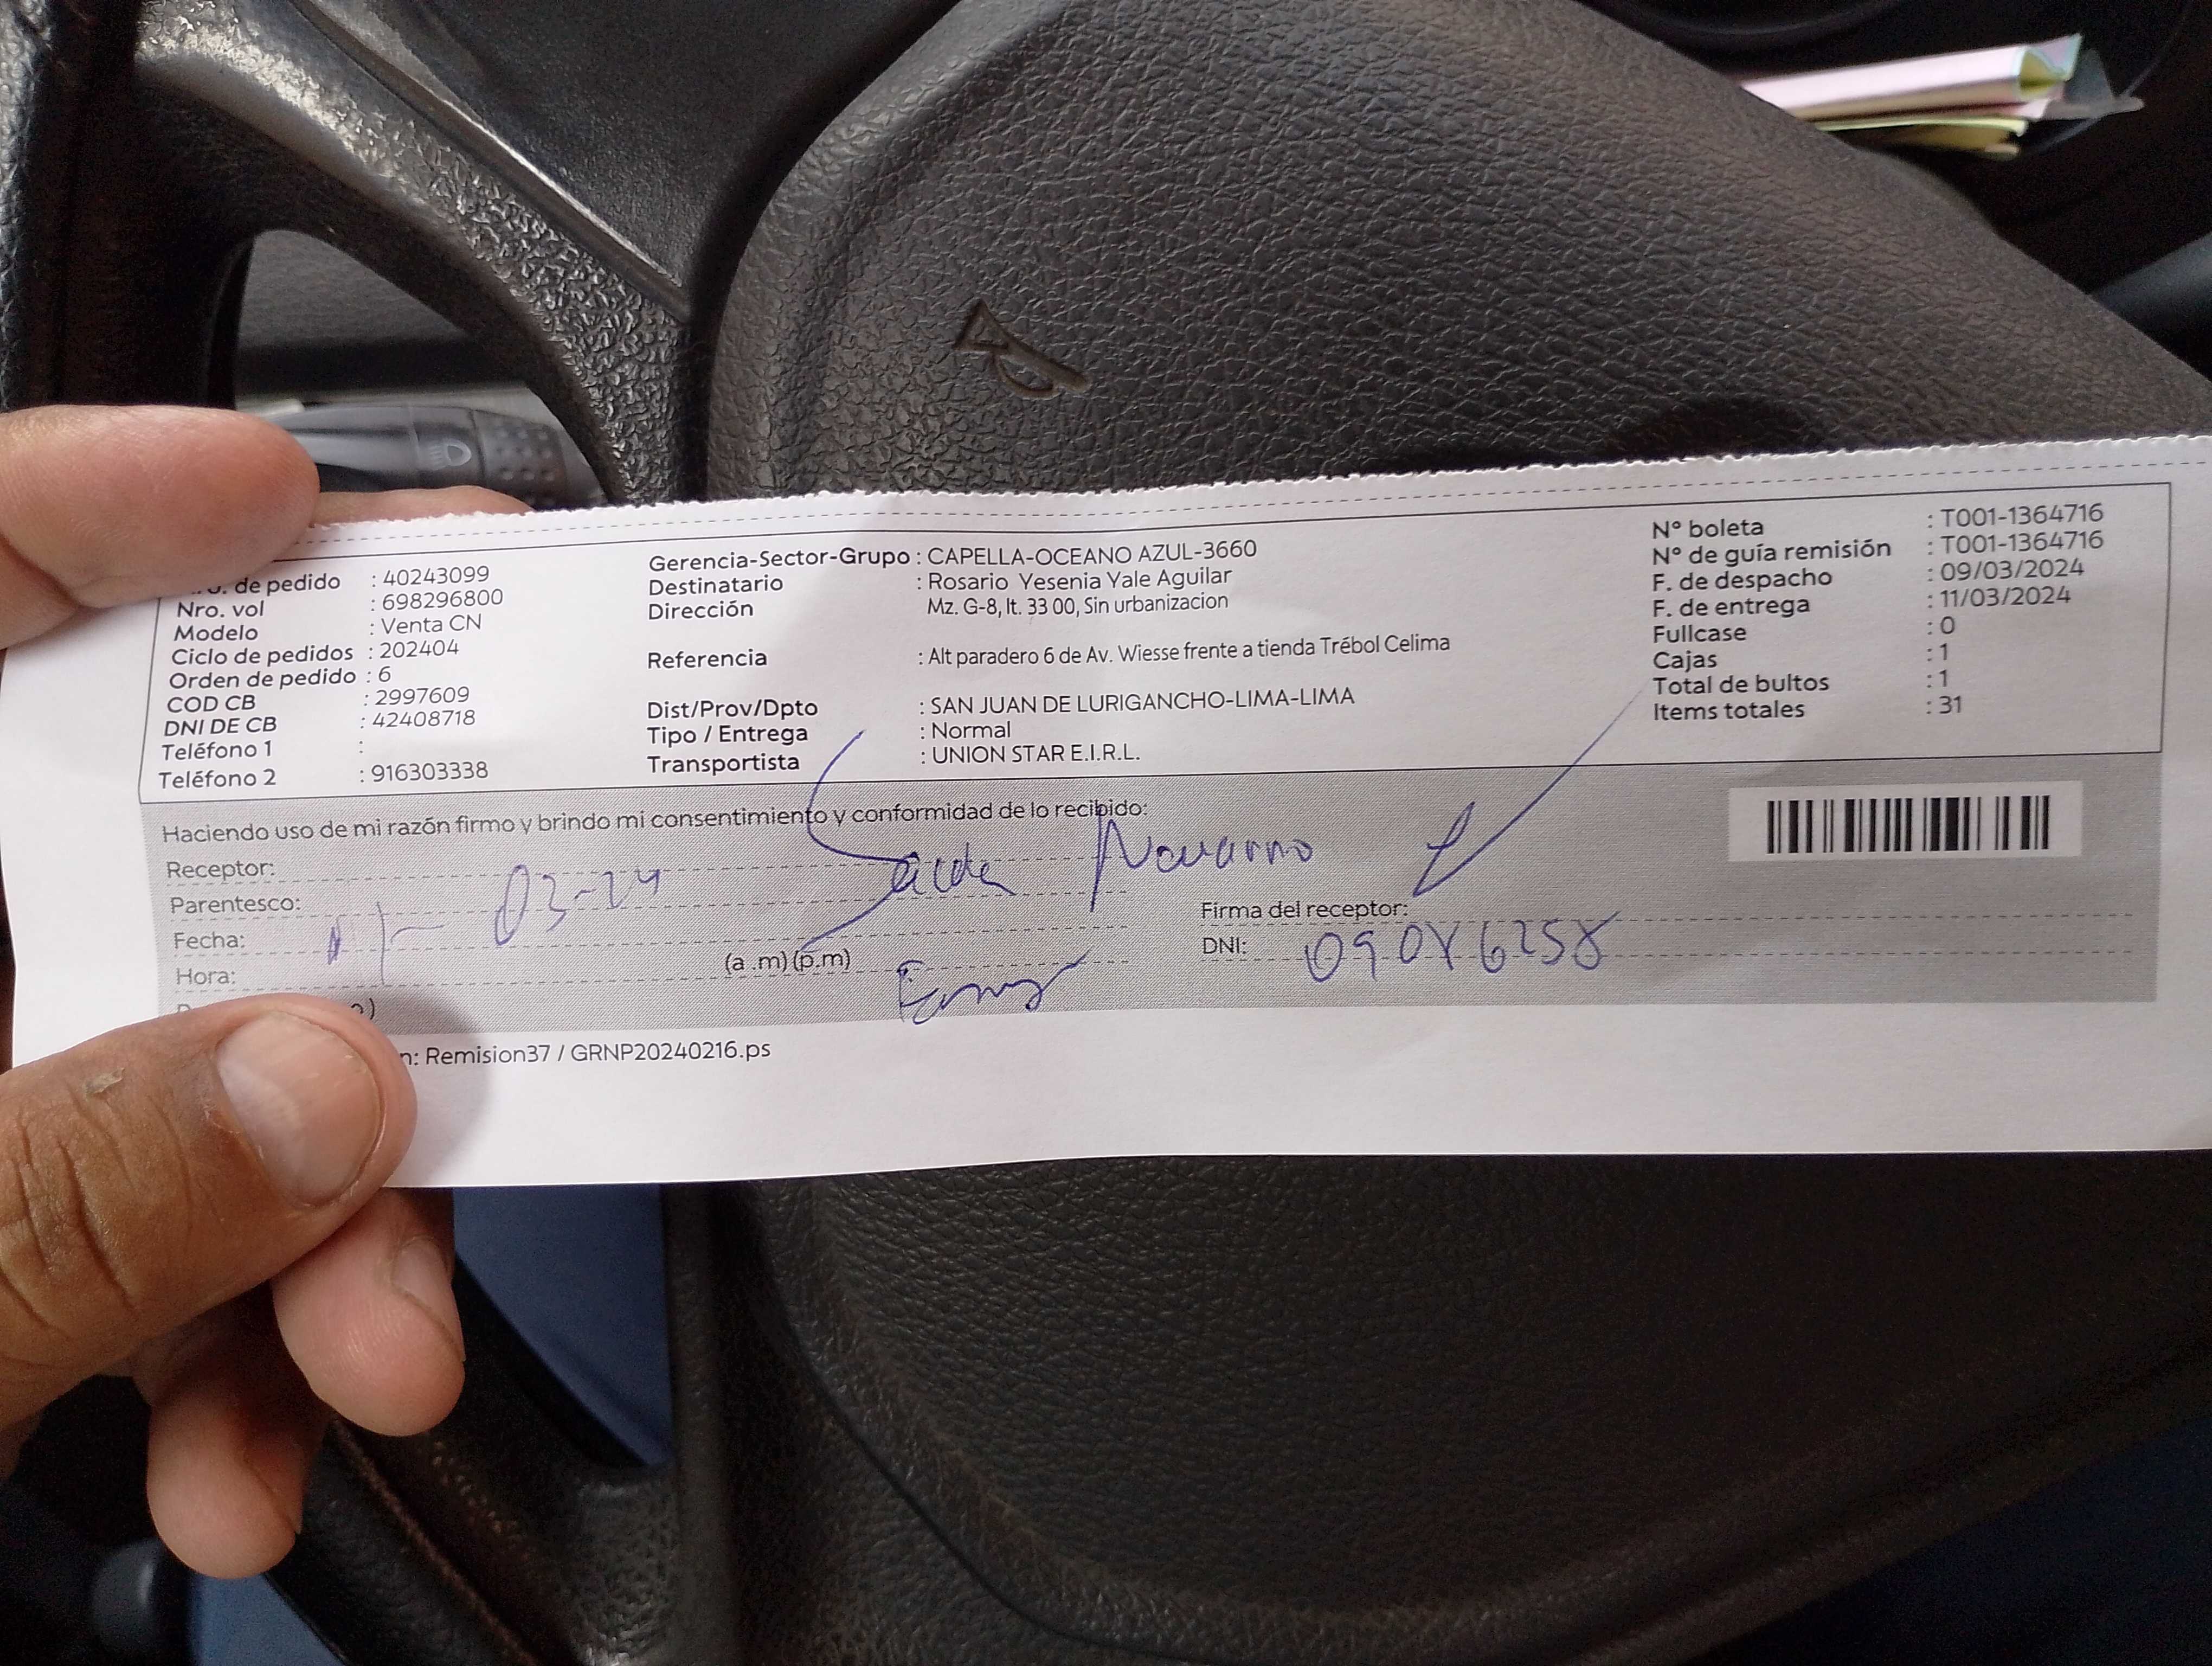 de pedido : 40243099
Nro. vol : 698296800
Modelo : Venta CN
Ciclo de pedidos : 202404
Orden de pedido : 6
COD CB : 2997609
DNI DE CB : 42408718
Teléfono 1 :
Teléfono 2 : 916303338
Gerencia-Sector-Grupo : CAPELLA-OCEANO AZUL-3660
Destinatario : Rosario Yesenia Yale Aguilar
Dirección Mz. G-8, lt. 33 00, Sin urbanizacion
Referencia : Alt paradero 6 de Av. Wiesse frente a tienda Trébol Celima
Dist/Prov/Dpto : SAN JUAN DE LURIGANCHO-LIMA-LIMA
Tipo / Entrega : Normal
Transportista : UNION STAR E.I.R.L.
N° boleta : T001-1364716
N° de guía remisión : T001-1364716
F. de despacho : 09/03/2024
F. de entrega : 11/03/2024
Fullcase : 0
Cajas : 1
Total de bultos : 1
Items totales : 31
Haciendo uso de mi razón firmo y brindo mi consentimiento y conformidad de lo recibido:
Receptor: Navarro
Parentesco:
Fecha: 11-03-24
Hora: (a .m) (p.m)
Firma del receptor:
DNI:
n: Remision37 / GRNP20240216.ps